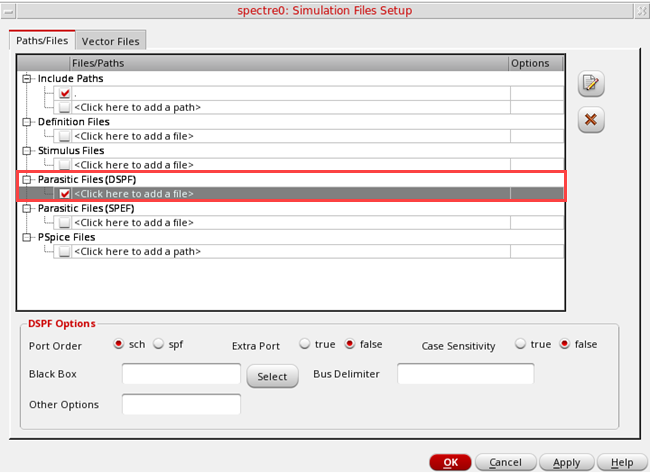 spectre0: Simulation Files Setup
Paths/Files Vector Files
Files/Paths Options
Include Paths
.
<Click here to add a path>
Definition Files
<Click here to add a file>
Stimulus Files
<Click here to add a file>
Parasitic Files (DSPF)
<Click here to add a file>
Parasitic Files (SPEF)
<Click here to add a file>
PSpice Files
<Click here to add a path>
DSPF Options
Port Order sch spf Extra Port true false Case Sensitivity true false
Black Box Select Bus Delimiter
Other Options
OK Cancel Apply Help